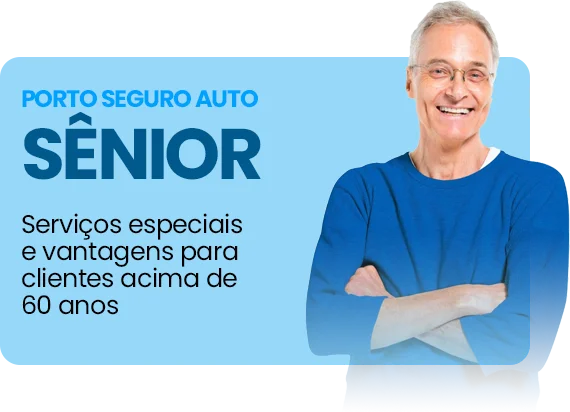 PORTO SEGURO AUTO
SÊNIOR
Serviços especiais
e vantagens para
clientes acima de
60 anos